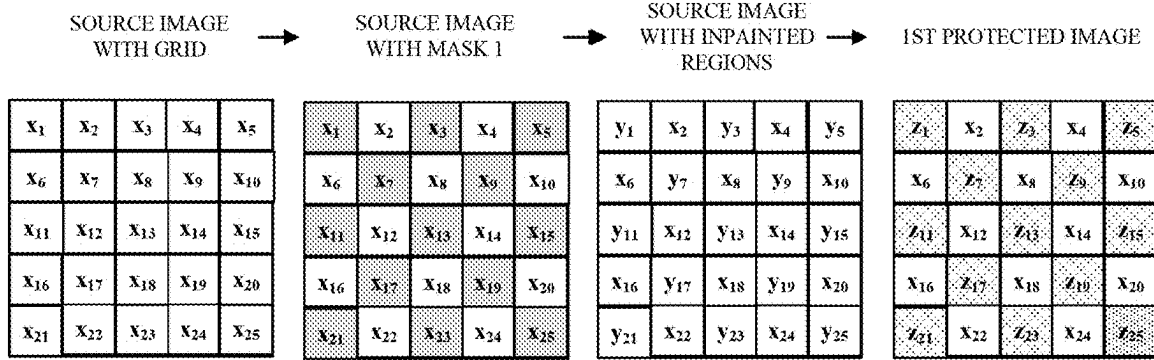 SOURCE IMAGE
WITH GRID
SOURCE IMAGE
WITH MASK 1
SOURCE IMAGE
WITH INPAINTED
REGIONS
1ST PROTECTED IMAGE
x₁ x₂ x₃ x₄ x₅
x₆ x₇ x₈ x₉ x₁₀
x₁₁ x₁₂ x₁₃ x₁₄ x₁₅
x₁₆ x₁₇ x₁₈ x₁₉ x₂₀
x₂₁ x₂₂ x₂₃ x₂₄ x₂₅
x₁ x₂ x₃ x₄ x₅
x₆ x₇ x₈ x₉ x₁₀
x₁₁ x₁₂ x₁₃ x₁₄ x₁₅
x₁₆ x₁₇ x₁₈ x₁₉ x₂₀
x₂₁ x₂₂ x₂₃ x₂₄ x₂₅
y₁ x₂ y₃ x₄ y₅
x₆ y₇ x₈ y₉ x₁₀
y₁₁ x₁₂ y₁₃ x₁₄ y₁₅
x₁₆ y₁₇ x₁₈ y₁₉ x₂₀
y₂₁ x₂₂ y₂₃ x₂₄ y₂₅
z₁ x₂ z₃ x₄ z₅
x₆ z₇ x₈ z₉ x₁₀
z₁₁ x₁₂ z₁₃ x₁₄ z₁₅
x₁₆ z₁₇ x₁₈ z₁₉ x₂₀
z₂₁ x₂₂ z₂₃ x₂₄ z₂₅